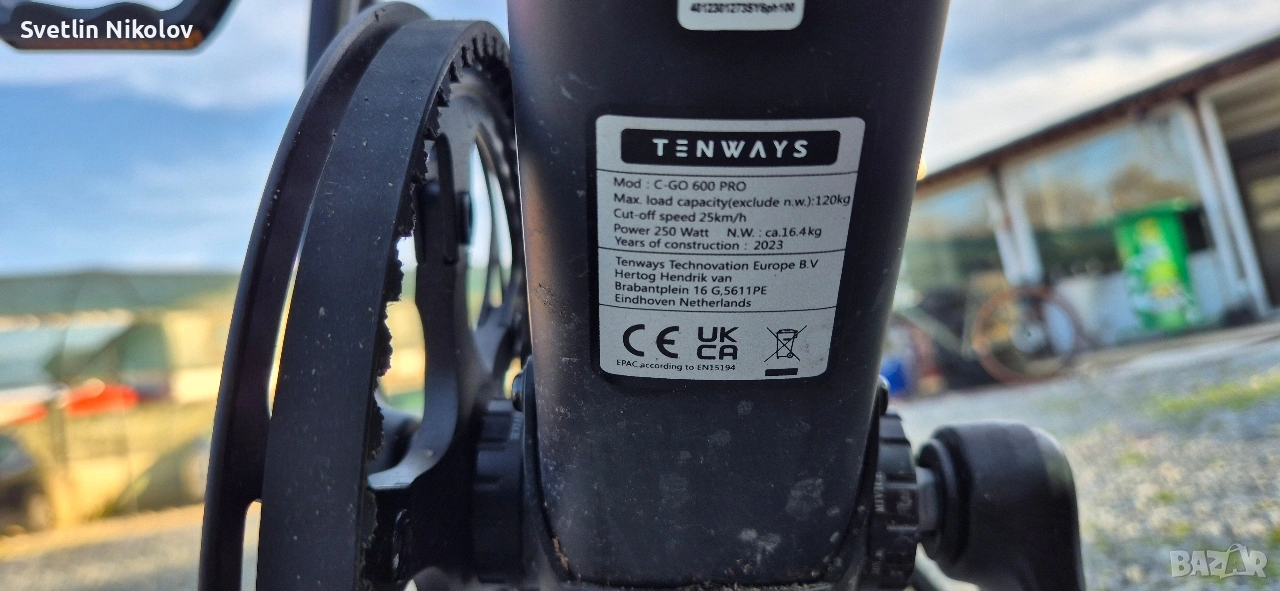 Svetlin Nikolov
4012301273SY6ph100
TENWAYS
Mod : C-GO 600 PRO
Max. load capacity(exclude n.w.):120kg
Cut-off speed 25km/h
Power 250 Watt N.W. : ca.16.4kg
Years of construction : 2023
Tenways Technovation Europe B.V
Hertog Hendrik van
Brabantplein 16 G,5611PE
Eindhoven Netherlands
CE UK
CA
EPAC according to EN15194
BAZAR